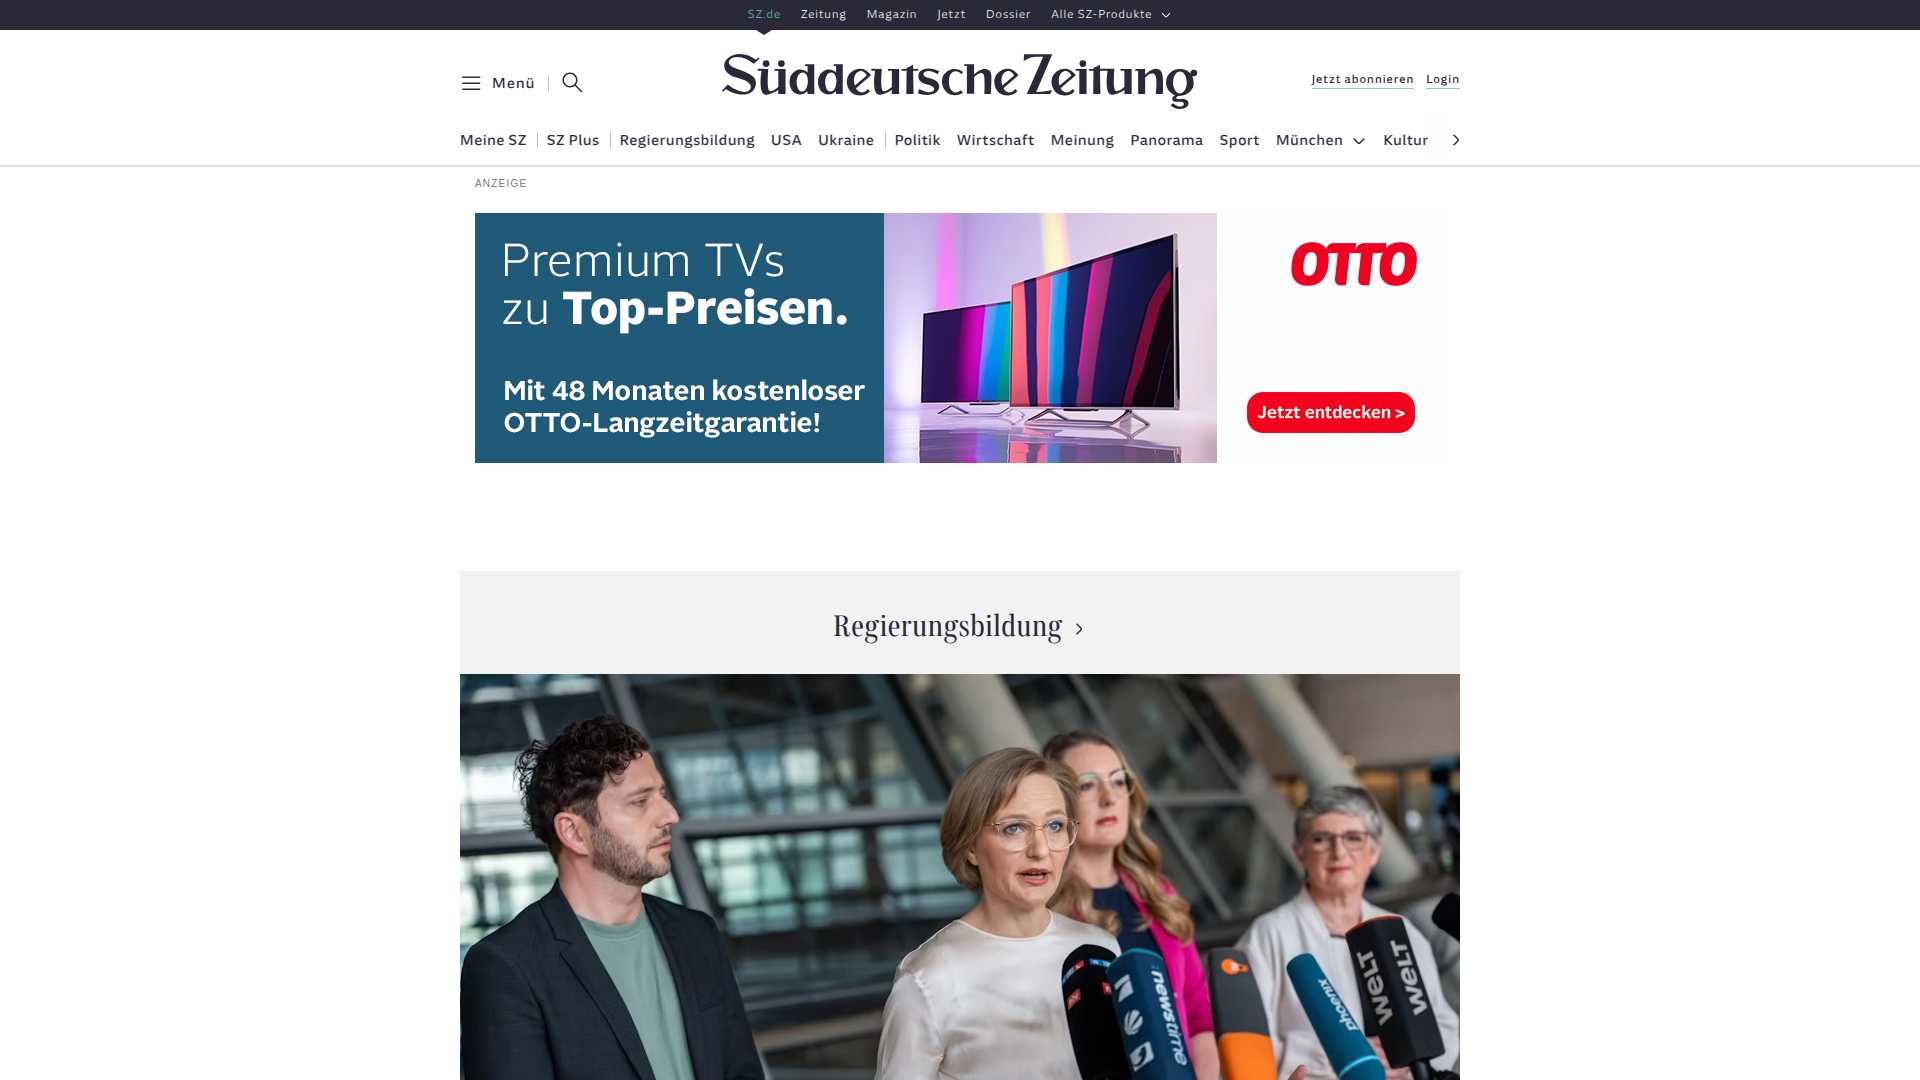 SZ.de Zeitung Magazin Jetzt Dossier Alle SZ-Produkte
Menü
Süddeutsche Zeitung
Jetzt abonnieren Login
Meine SZ SZ Plus Regierungsbildung USA Ukraine Politik Wirtschaft Meinung Panorama Sport München Kultur
ANZEIGE
Premium TVs
zu Top-Preisen.
Mit 48 Monaten kostenloser
OTTO-Langzeitgarantie!
OTTO
Jetzt entdecken >
Regierungsbildung
newstime
phoenix
WELT
WELT